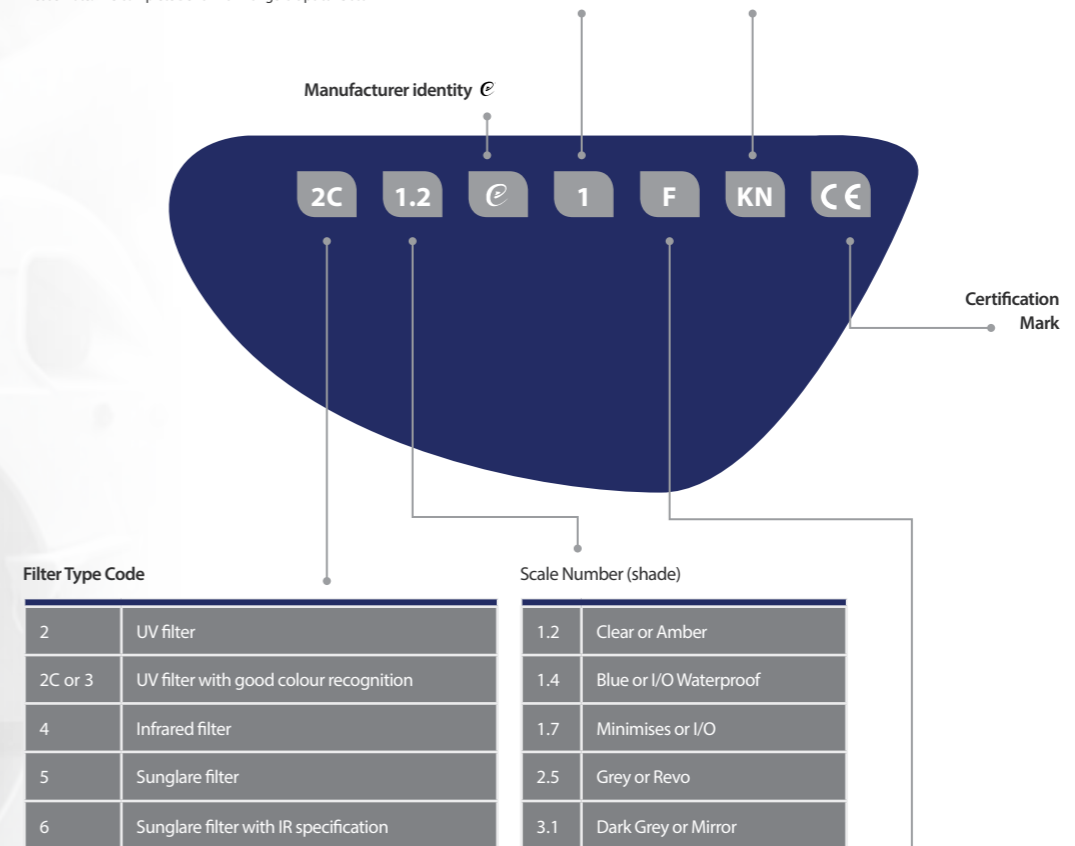 Manufacturer identity e
2C 1.2 e 1 F KN CE
Certification
Mark
Filter Type Code
2 UV filter
2C or 3 UV filter with good colour recognition
4 Infrared filter
5 Sunglare filter
6 Sunglare filter with IR specification
Scale Number (shade)
1.2 Clear or Amber
1.4 Blue or I/O Waterproof
1.7 Minimises or I/O
2.5 Grey or Revo
3.1 Dark Grey or Mirror